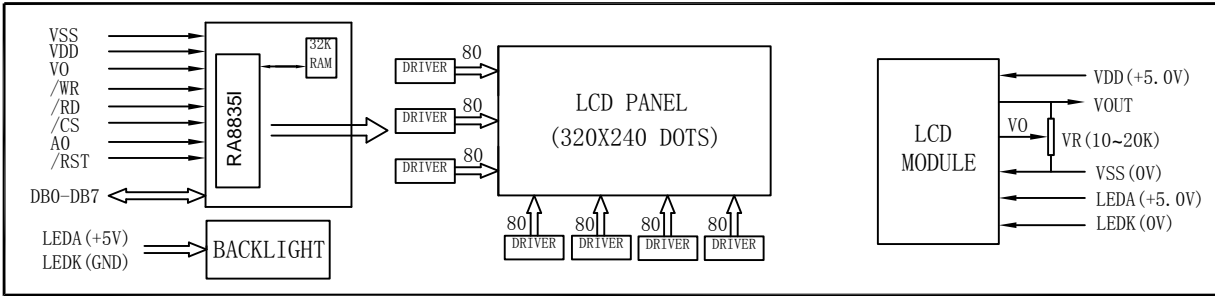 VSS
VDD
VO
/WR
/RD
/CS
A0
/RST
DB0-DB7
RA8835I
32K
RAM
LEDA(+5V)
LEDK(GND)
BACKLIGHT
DRIVER
80
DRIVER
80
DRIVER
80
LCD PANEL
(320X240 DOTS)
80
80
80
80
DRIVER
DRIVER
DRIVER
DRIVER
LCD
MODULE
VDD(+5.0V)
VOUT
VO
VR(10~20K)
VSS(0V)
LEDA(+5.0V)
LEDK(0V)